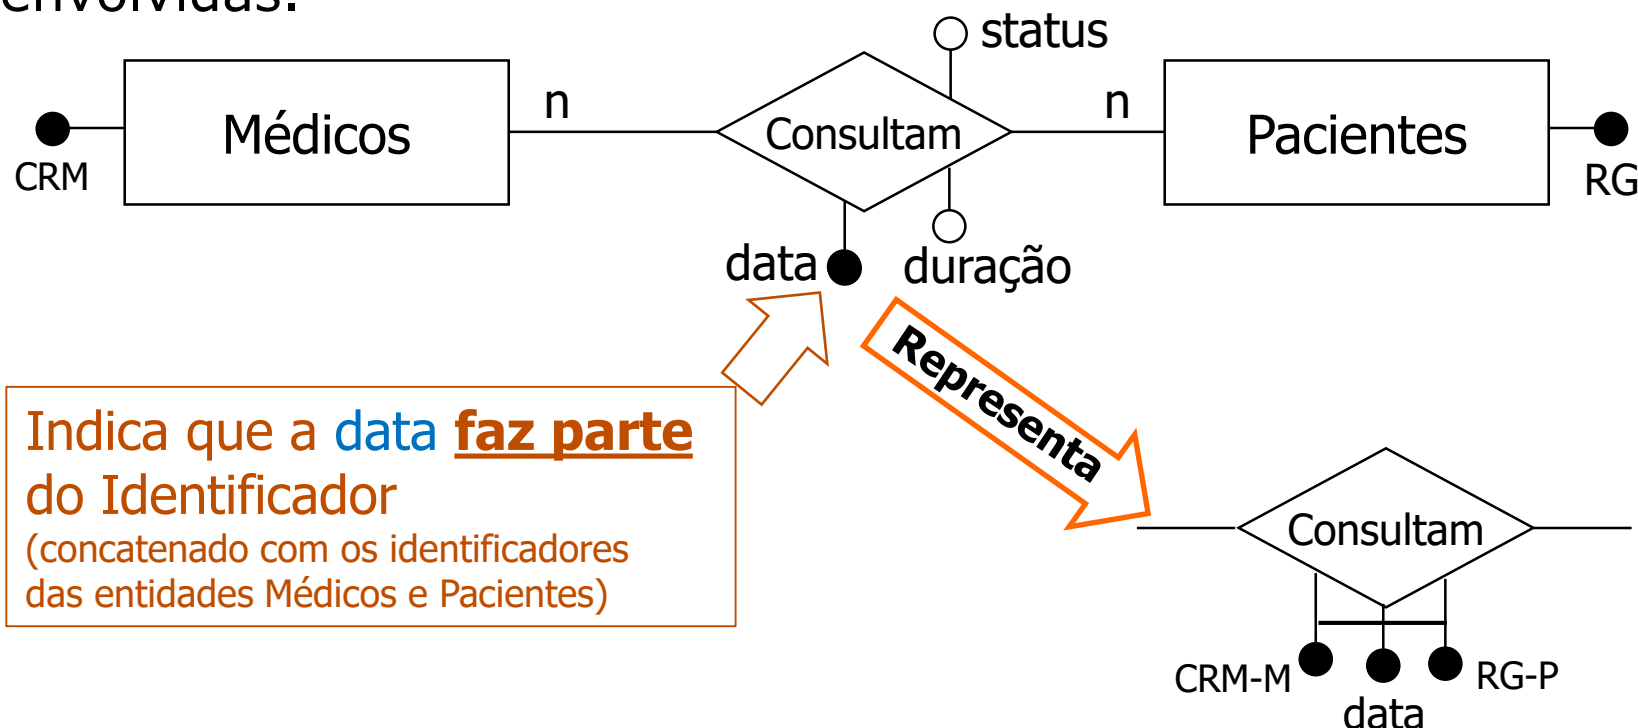 envolvidas.
status
n
n
Médicos
Consultam
Pacientes
CRM
RG
data
duração
Representa
Indica que a data faz parte
do Identificador
(concatenado com os identificadores
das entidades Médicos e Pacientes)
Consultam
CRM-M
RG-P
data